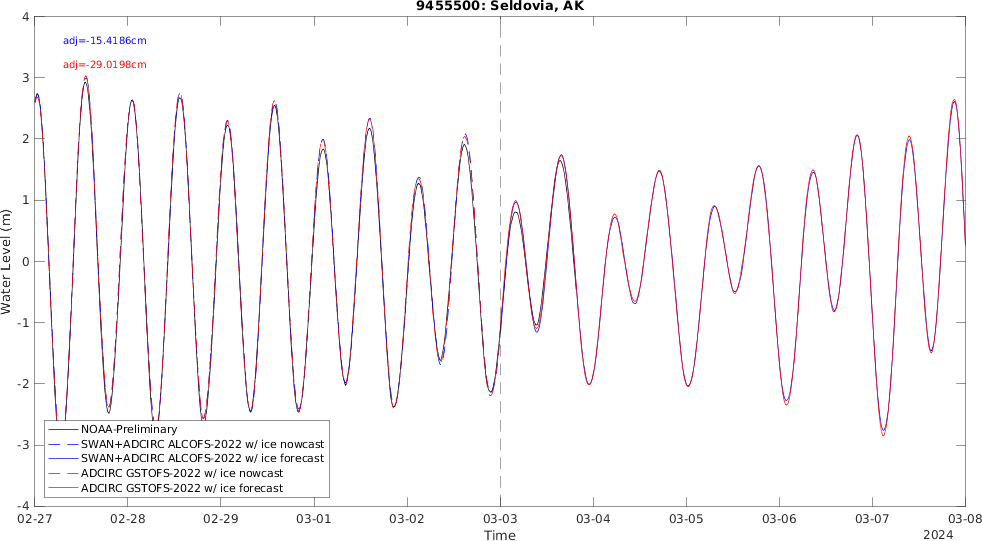 9455500: Seldovia, AK
adj=-15.4186cm
adj=-29.0198cm
Water Level (m)
4
3
2
1
0
-1
-2
-3
-4
NOAA-Preliminary
SWAN+ADCIRC ALCOFS-2022 w/ ice nowcast
SWAN+ADCIRC ALCOFS-2022 w/ ice forecast
ADCIRC GSTOFS-2022 w/ ice nowcast
ADCIRC GSTOFS-2022 w/ ice forecast
02-27 02-28 02-29 03-01 03-02 03-03 03-04 03-05 03-06 03-07 03-08
Time
2024